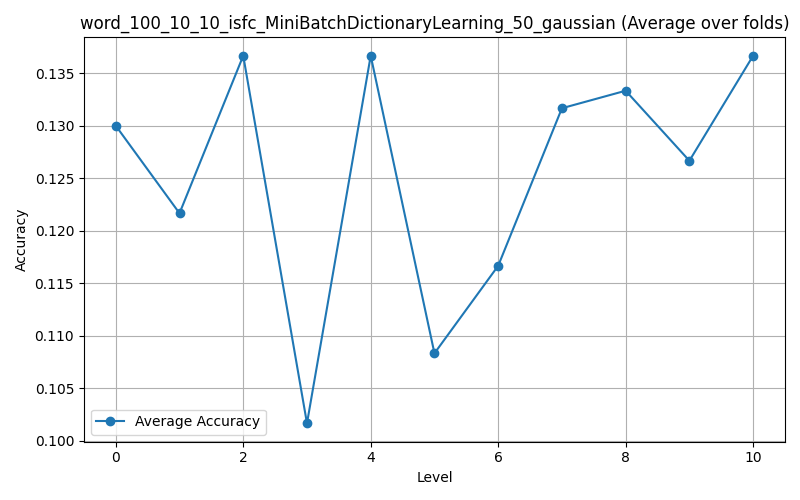 word_100_10_10_isfc_MiniBatchDictionaryLearning_50_gaussian (Average over folds)
0.135
0.130
0.125
0.120
0.115
0.110
0.105
0.100
Accuracy
Average Accuracy
0 2 4 6 8 10
Level